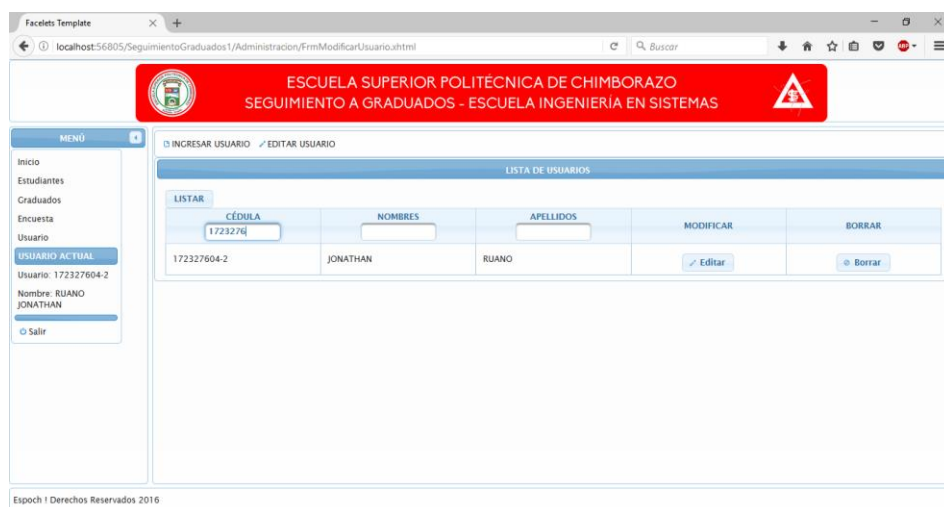 Facelets Template
localhost:56805/SeguimientoGraduados1/Administracion/FrmModificarUsuario.xhtml
Buscar
ABP
ESCUELA SUPERIOR POLITÉCNICA DE CHIMBORAZO
SEGUIMIENTO A GRADUADOS - ESCUELA INGENIERÍA EN SISTEMAS
MENÚ
Inicio
Estudiantes
Graduados
Encuesta
Usuario
USUARIO ACTUAL
Usuario: 172327604-2
Nombre: RUANO
JONATHAN
Salir
INGRESAR USUARIO EDITAR USUARIO
LISTA DE USUARIOS
LISTAR
CÉDULA NOMBRES APELLIDOS MODIFICAR BORRAR
1723276
172327604-2 JONATHAN RUANO Editar Borrar
Espoch ! Derechos Reservados 2016